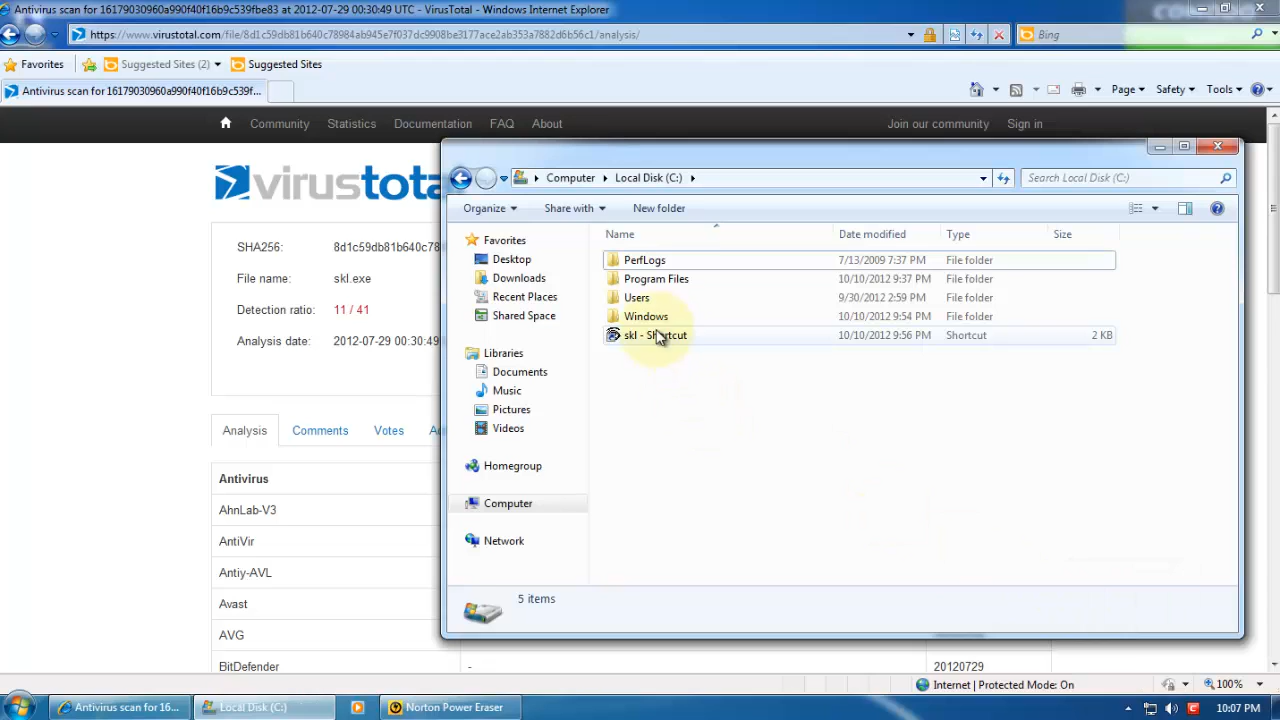 Antivirus scan for 16179030960a990f40f16b9c539fbe83 at 2012-07-29 00:30:49 UTC - VirusTotal - Windows Internet Explorer
https://www.virustotal.com/file/8d1c59db81b640c78984ab945e7f037dc9908be3177ace2ab353a7882d6b56c1/analysis/
Bing
Favorites
Suggested Sites (2)
Suggested Sites
Antivirus scan for 16179030960a990f40f16b9c539f...
Page
Safety
Tools
Community
Statistics
Documentation
FAQ
About
Join our community
Sign in
virustota
SHA256:
8d1c59db81b640c78
File name:
skl.exe
Detection ratio:
11 / 41
Analysis date:
2012-07-29 00:30:49
Analysis
Comments
Votes
Antivirus
AhnLab-V3
AntiVir
Antiy-AVL
Avast
AVG
BitDefender
-
20120729
Computer
Local Disk (C:)
Search Local Disk (C:)
Organize
Share with
New folder
Favorites
Desktop
Downloads
Recent Places
Shared Space
Libraries
Documents
Music
Pictures
Videos
Homegroup
Computer
Network
Name
Date modified
Type
Size
PerfLogs
7/13/2009 7:37 PM
File folder
Program Files
10/10/2012 9:37 PM
File folder
Users
9/30/2012 2:59 PM
File folder
Windows
10/10/2012 9:54 PM
File folder
skl - Shortcut
10/10/2012 9:56 PM
Shortcut
2 KB
5 items
Internet | Protected Mode: On
100%
Antivirus scan for 16...
Local Disk (C:)
Norton Power Eraser
10:07 PM